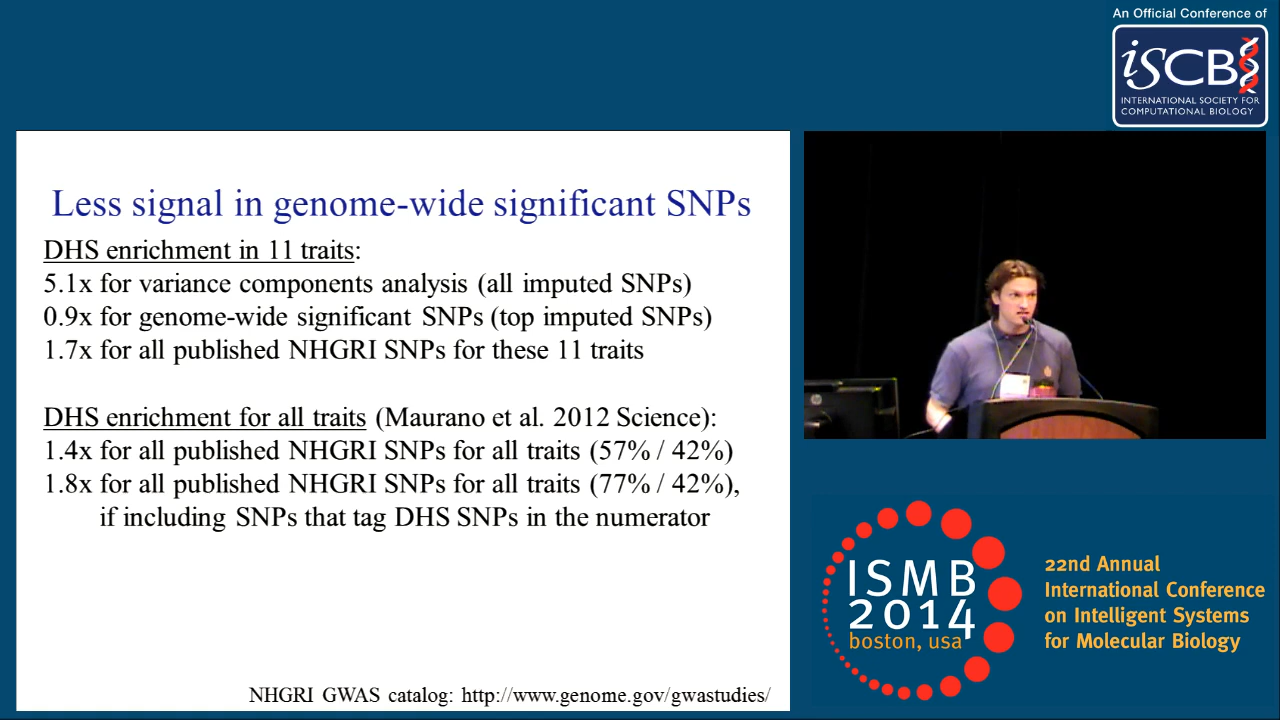 An Official Conference of
iSCB
INTERNATIONAL SOCIETY FOR
COMPUTATIONAL BIOLOGY
Less signal in genome-wide significant SNPs
DHS enrichment in 11 traits:
5.1x for variance components analysis (all imputed SNPs)
0.9x for genome-wide significant SNPs (top imputed SNPs)
1.7x for all published NHGRI SNPs for these 11 traits
DHS enrichment for all traits (Maurano et al. 2012 Science):
1.4x for all published NHGRI SNPs for all traits (57% / 42%)
1.8x for all published NHGRI SNPs for all traits (77% / 42%),
if including SNPs that tag DHS SNPs in the numerator
NHGRI GWAS catalog: http://www.genome.gov/gwastudies/
hp
ISMB
2014
boston, usa
22nd Annual
International Conference
on Intelligent Systems
for Molecular Biology